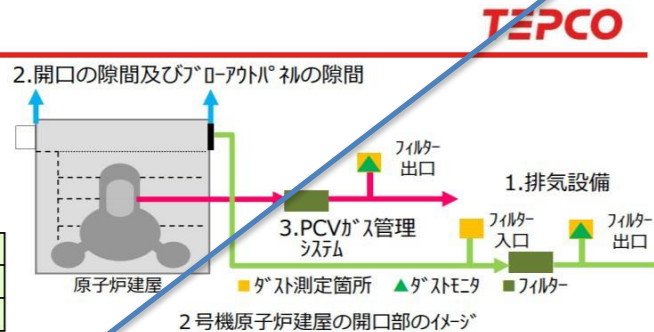 TEPCO
2.開口の隙間及びﾌﾞﾛｰｱｳﾄﾊﾟﾈﾙの隙間
ﾌｨﾙﾀｰ
出口
1.排気設備
3.PCVｶﾞｽ管理
ｼｽﾃﾑ
ﾌｨﾙﾀｰ
入口
ﾌｨﾙﾀｰ
出口
原子炉建屋
■ﾀﾞｽﾄ測定箇所 ▲ﾀﾞｽﾄﾓﾆﾀ ■ﾌｨﾙﾀｰ
2号機原子炉建屋の開口部のｲﾒｰｼﾞ